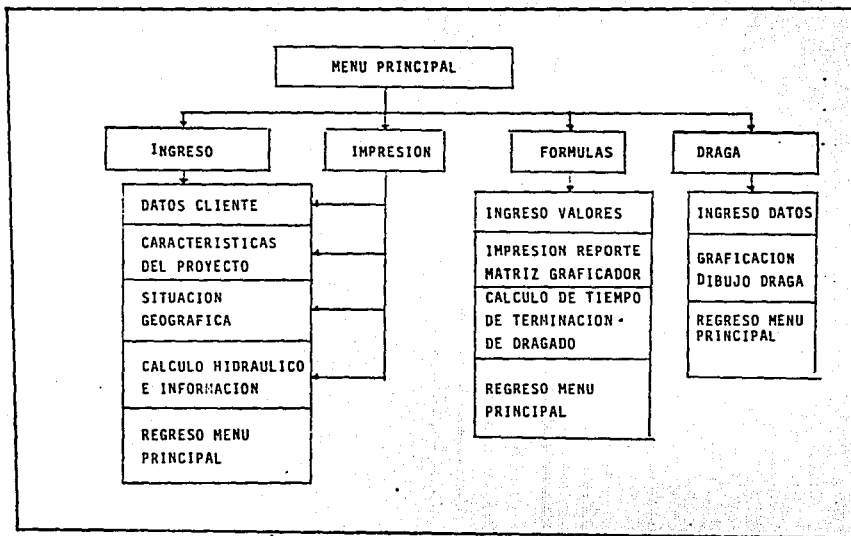 MENU PRINCIPAL
INGRESO
IMPRESION
FORMULAS
DRAGA
DATOS CLIENTE
CARACTERISTICAS
DEL PROYECTO
SITUACION
GEOGRAFICA
CALCULO HIDRAULICO
E INFORMACION
REGRESO MENU
PRINCIPAL
INGRESO VALORES
IMPRESION REPORTE
MATRIZ GRAFICADOR
CALCULO DE TIEMPO
DE TERMINACION -
DE DRAGADO
REGRESO MENU
PRINCIPAL
INGRESO DATOS
GRAFICACION
DIBUJO DRAGA
REGRESO MENU
PRINCIPAL